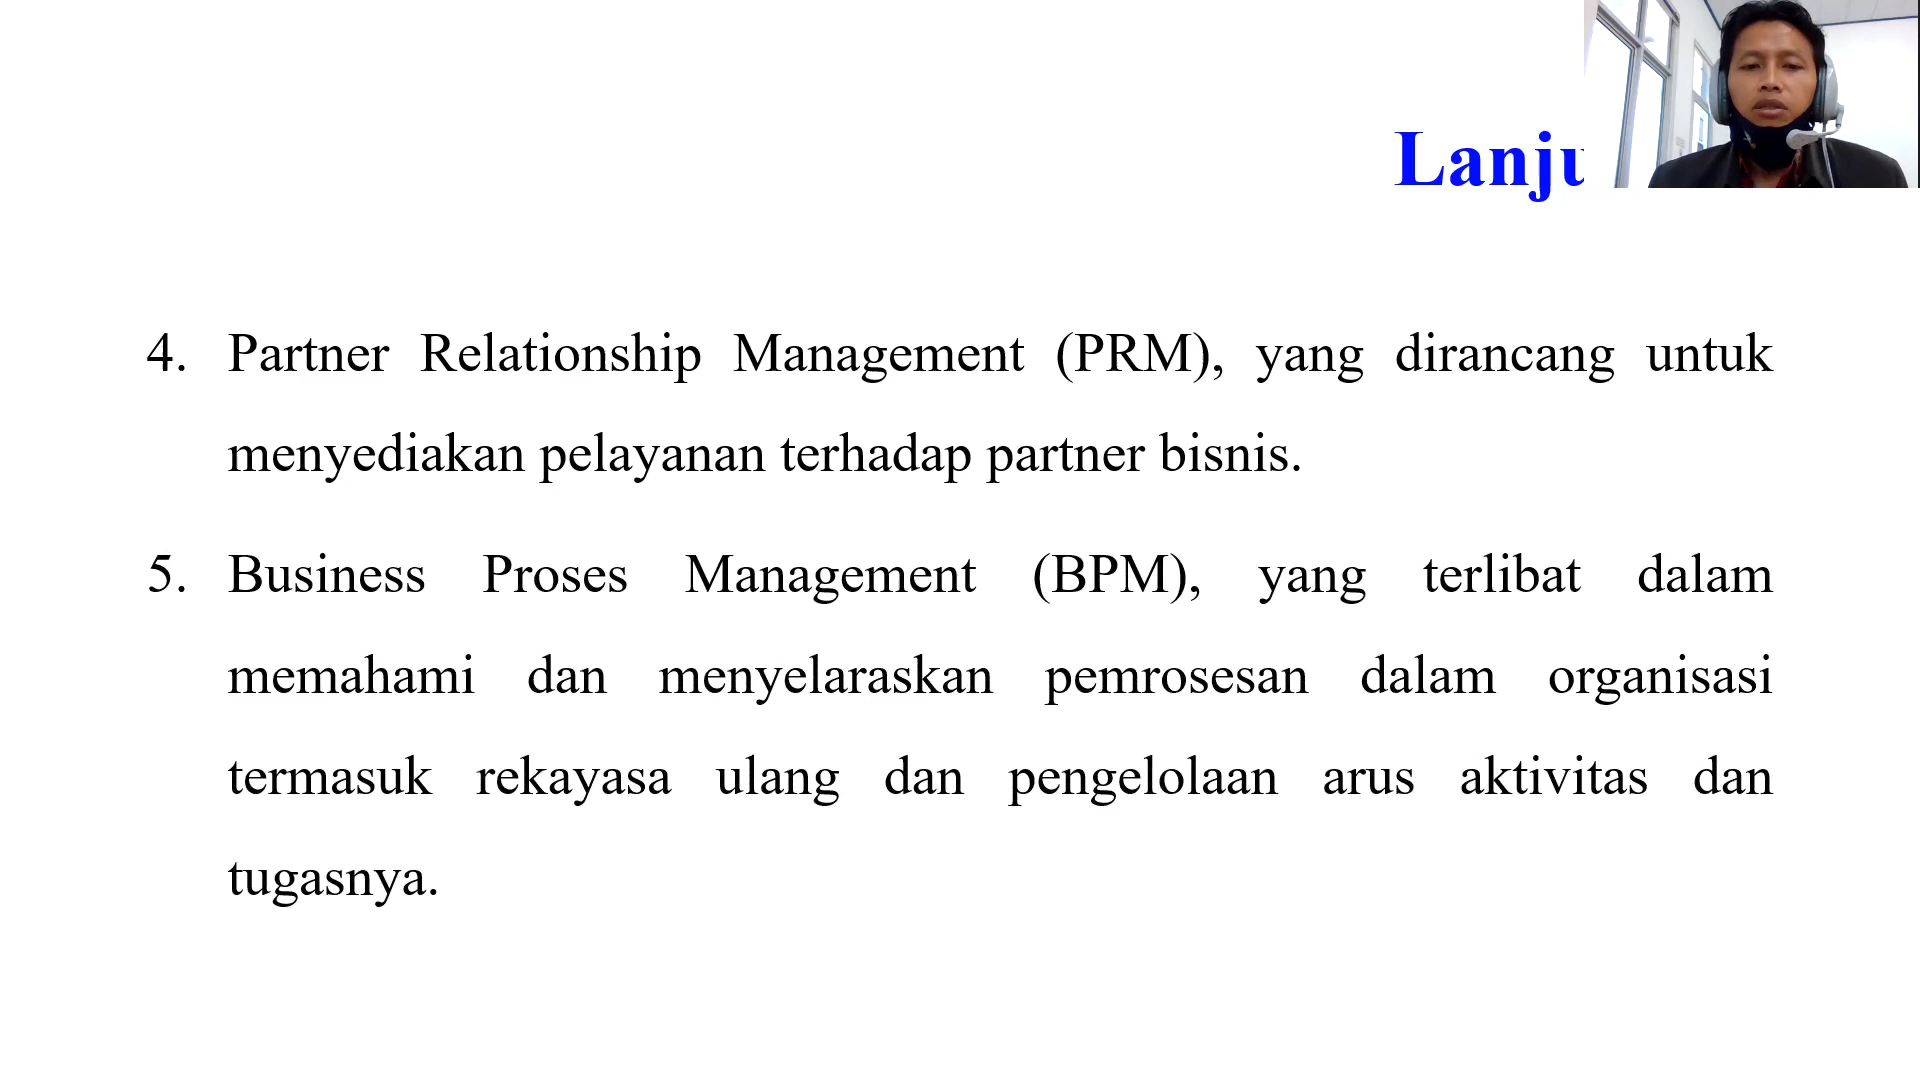 4. Partner Relationship Management (PRM), yang dirancang untuk
menyediakan pelayanan terhadap partner bisnis.
5. Business Proses Management (BPM), yang terlibat dalam
memahami dan menyelaraskan pemrosesan dalam organisasi
termasuk rekayasa ulang dan pengelolaan arus aktivitas dan
tugasnya.